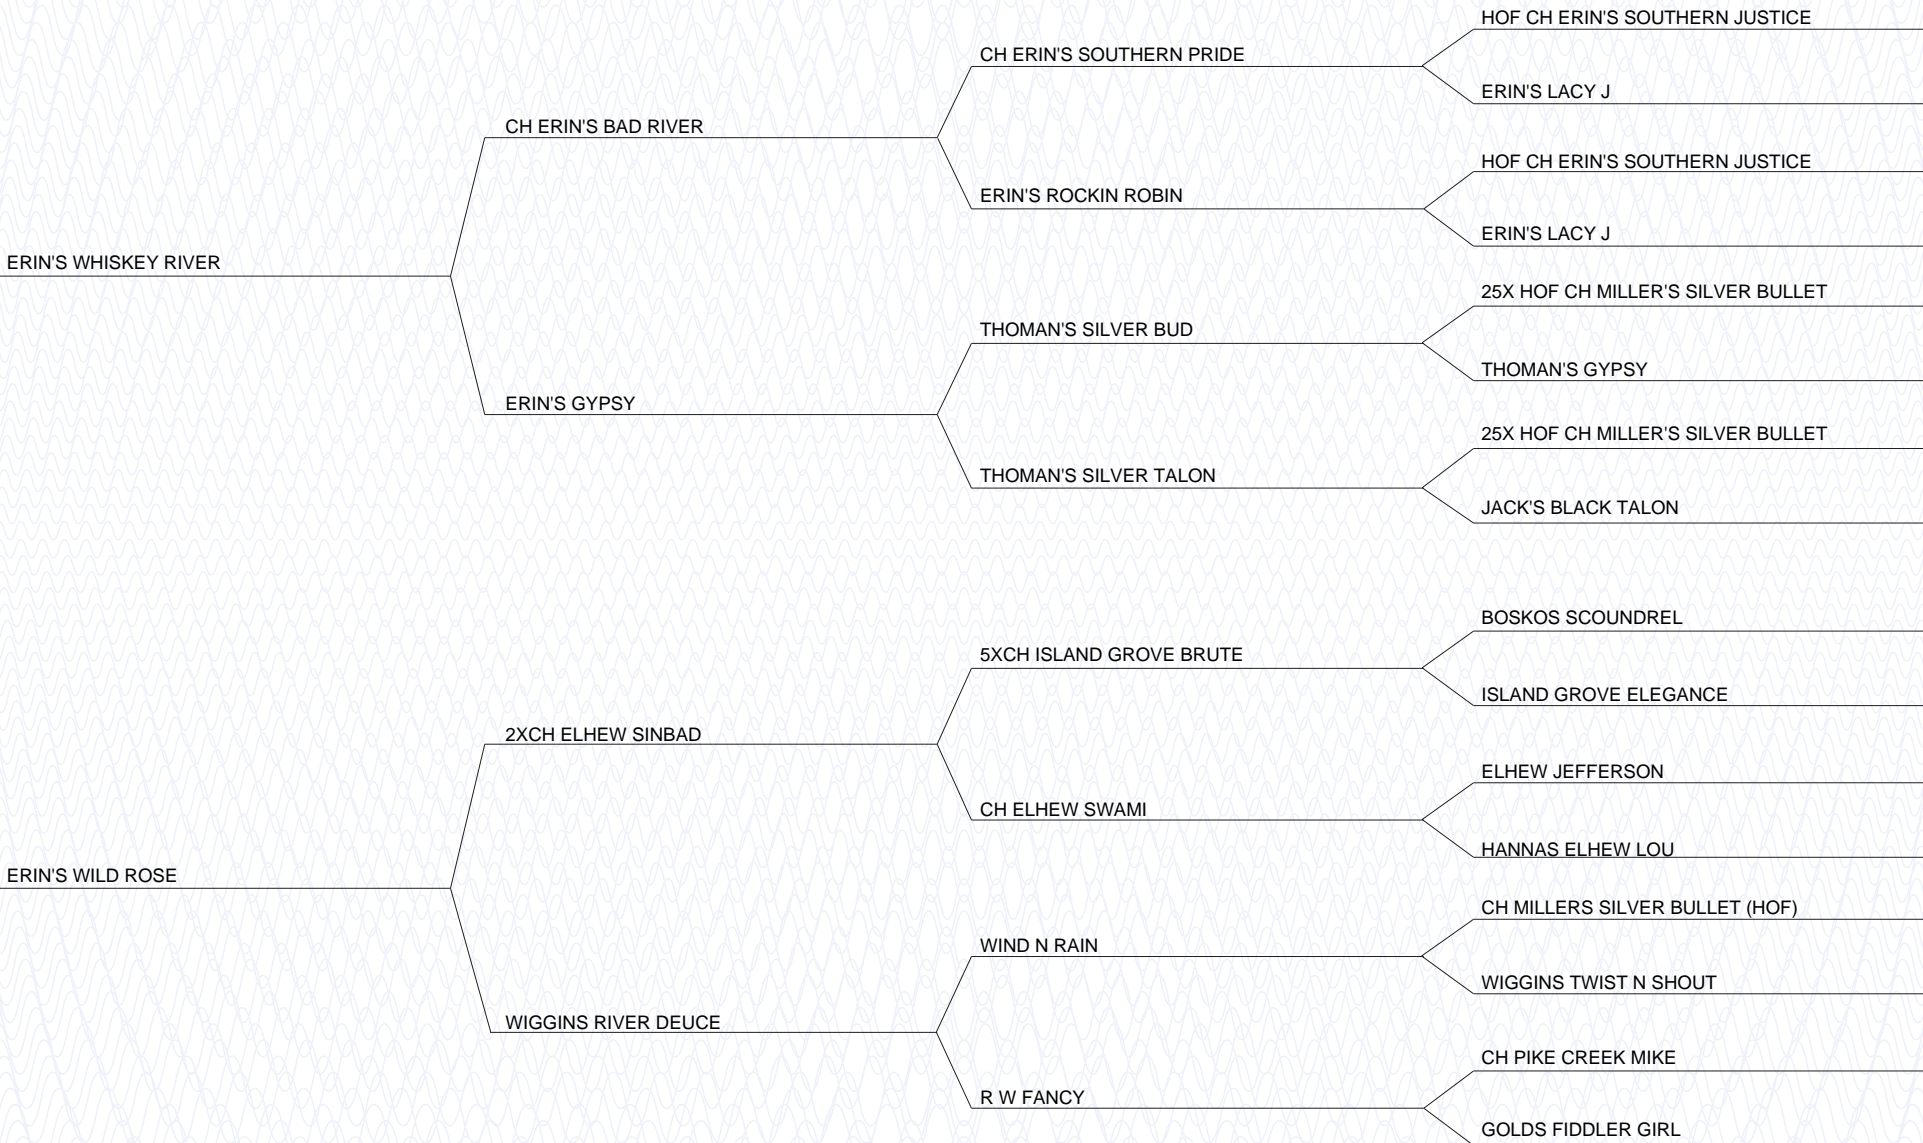 HOF CH ERIN'S SOUTHERN JUSTICE
CH ERIN'S SOUTHERN PRIDE
ERIN'S LACY J
CH ERIN'S BAD RIVER
HOF CH ERIN'S SOUTHERN JUSTICE
ERIN'S ROCKIN ROBIN
ERIN'S LACY J
ERIN'S WHISKEY RIVER
25X HOF CH MILLER'S SILVER BULLET
THOMAN'S SILVER BUD
THOMAN'S GYPSY
ERIN'S GYPSY
25X HOF CH MILLER'S SILVER BULLET
THOMAN'S SILVER TALON
JACK'S BLACK TALON
BOSKOS SCOUNDREL
5XCH ISLAND GROVE BRUTE
ISLAND GROVE ELEGANCE
2XCH ELHEW SINBAD
ELHEW JEFFERSON
CH ELHEW SWAMI
HANNAS ELHEW LOU
ERIN'S WILD ROSE
CH MILLERS SILVER BULLET (HOF)
WIND N RAIN
WIGGINS TWIST N SHOUT
WIGGINS RIVER DEUCE
CH PIKE CREEK MIKE
R W FANCY
GOLDS FIDDLER GIRL